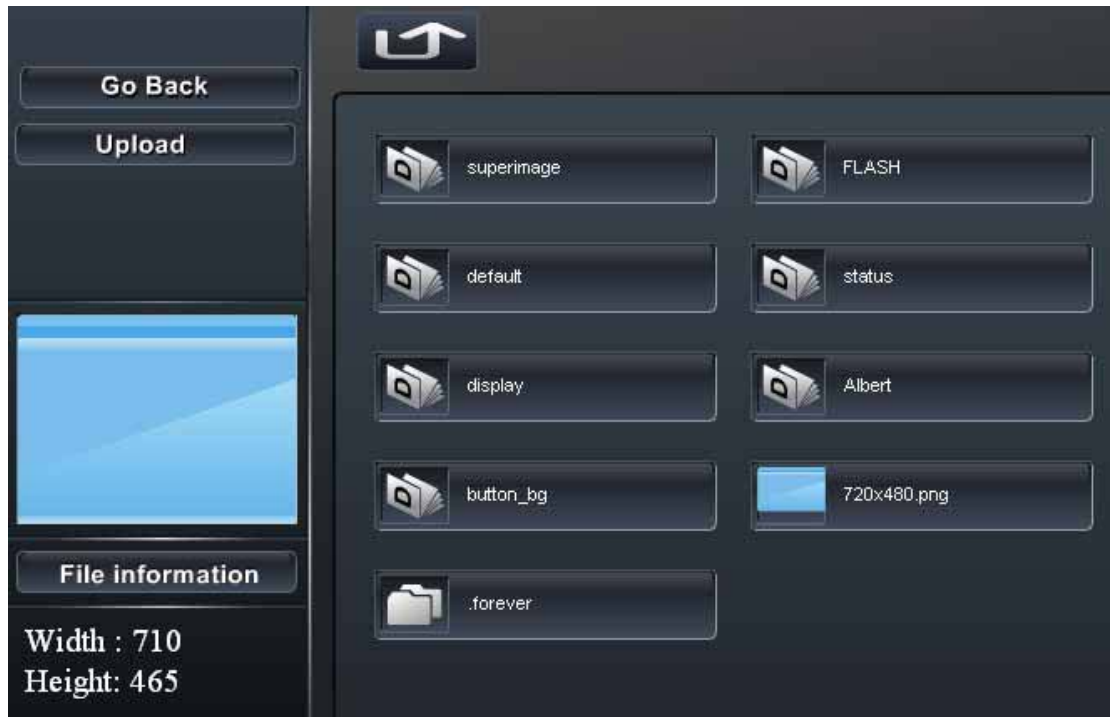 Go Back
Upload
File information
Width : 710
Height: 465
superimage
FLASH
default
status
display
Albert
button_bg
720x480.png
.forever